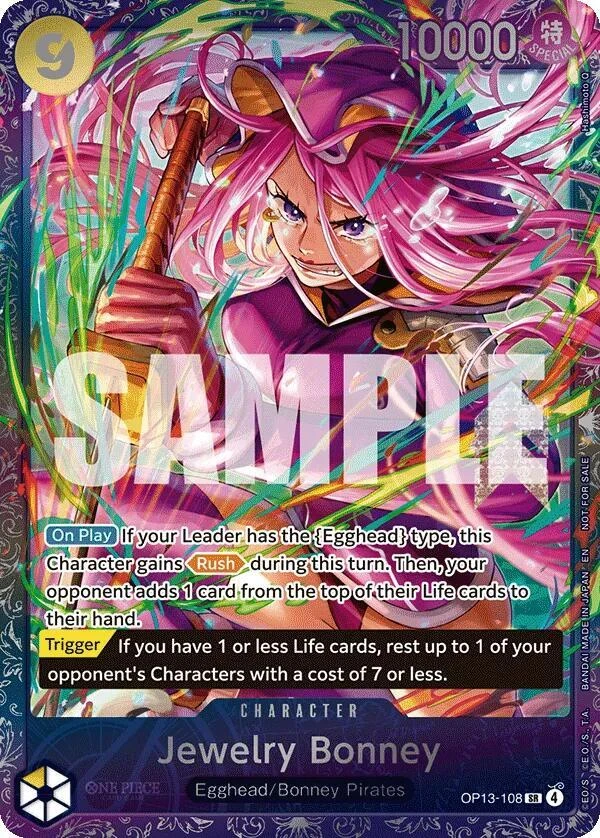 9
10000
特
SPECIAL
Hashimoto Q.
SAMPLE
On Play If your Leader has the {Egghead} type, this
Character gains Rush during this turn. Then, your
opponent adds 1 card from the top of their Life cards to
their hand.
Trigger If you have 1 or less Life cards, rest up to 1 of your
opponent's Characters with a cost of 7 or less.
CHARACTER
Jewelry Bonney
Egghead/Bonney Pirates
ONE PIECE
CARD GAME
OP13-108 SR 4
©E.O./S. ©E.O./S., T.A. BANDAI MADE IN JAPAN EN NOT FOR SALE